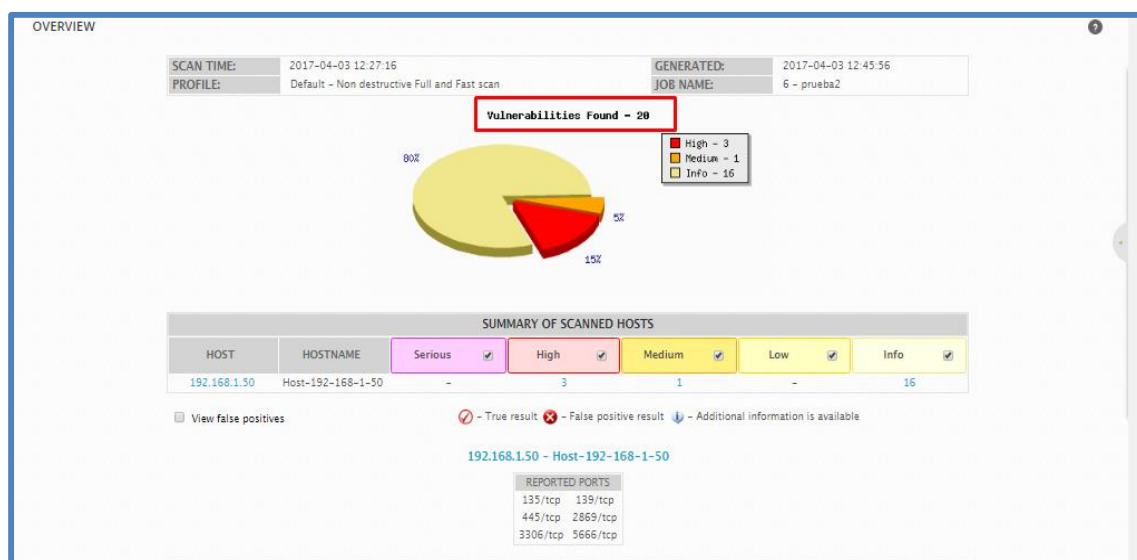 OVERVIEW
SCAN TIME: 2017-04-03 12:27:16 GENERATED: 2017-04-03 12:45:56
PROFILE: Default - Non destructive Full and Fast scan JOB NAME: 6 - prueba2
Vulnerabilities Found - 20
High - 3
Medium - 1
Info - 16
80%
5%
15%
SUMMARY OF SCANNED HOSTS
HOST HOSTNAME Serious High Medium Low Info
192.168.1.50 Host-192-168-1-50 - 3 1 - 16
View false positives - True result - False positive result - Additional information is available
192.168.1.50 - Host-192-168-1-50
REPORTED PORTS
135/tcp 139/tcp
445/tcp 2869/tcp
3306/tcp 5666/tcp